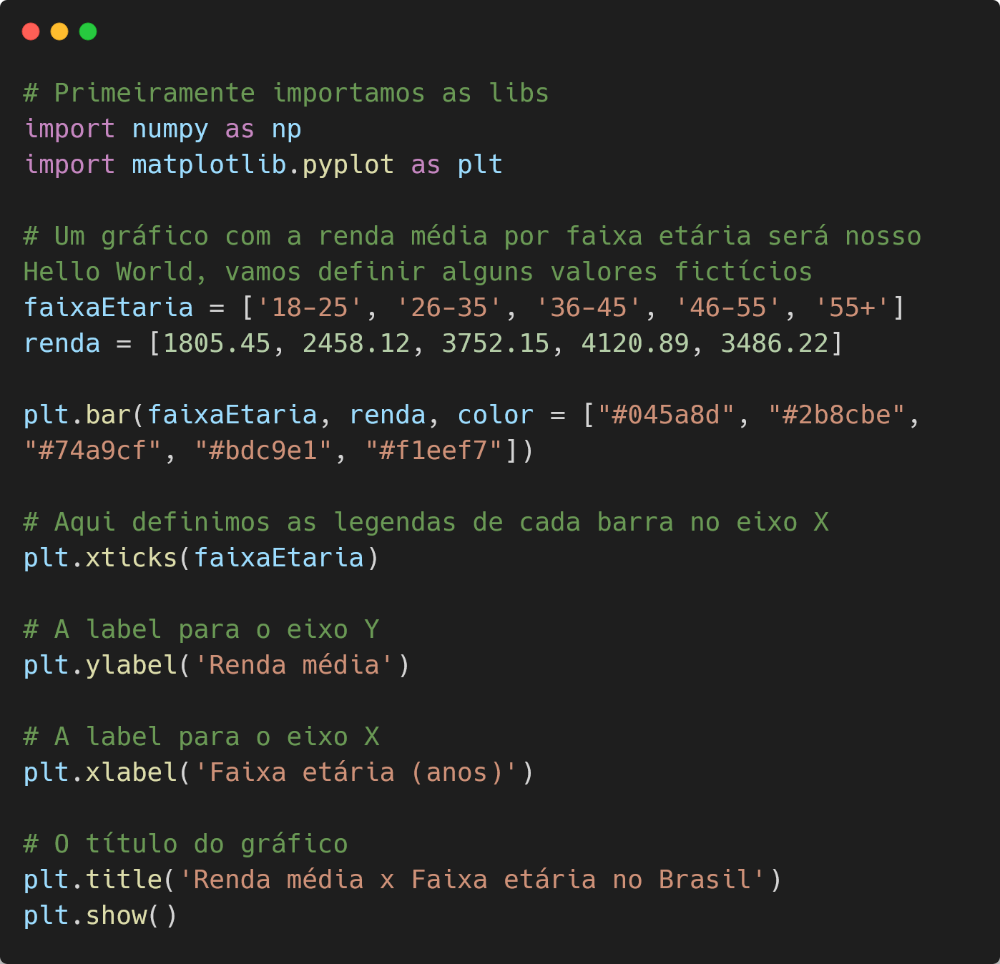 # Primeiramente importamos as libs
import numpy as np
import matplotlib.pyplot as plt
# Um gráfico com a renda média por faixa etária será nosso
Hello World, vamos definir alguns valores fictícios
faixaEtaria = ['18-25', '26-35', '36-45', '46-55', '55+']
renda = [1805.45, 2458.12, 3752.15, 4120.89, 3486.22]
plt.bar(faixaEtaria, renda, color = ["#045a8d", "#2b8cbe",
"#74a9cf", "#bdc9e1", "#f1eef7"])
# Aqui definimos as legendas de cada barra no eixo X
plt.xticks(faixaEtaria)
# A label para o eixo Y
plt.ylabel('Renda média')
# A label para o eixo X
plt.xlabel('Faixa etária (anos)')
# O título do gráfico
plt.title('Renda média x Faixa etária no Brasil')
plt.show()